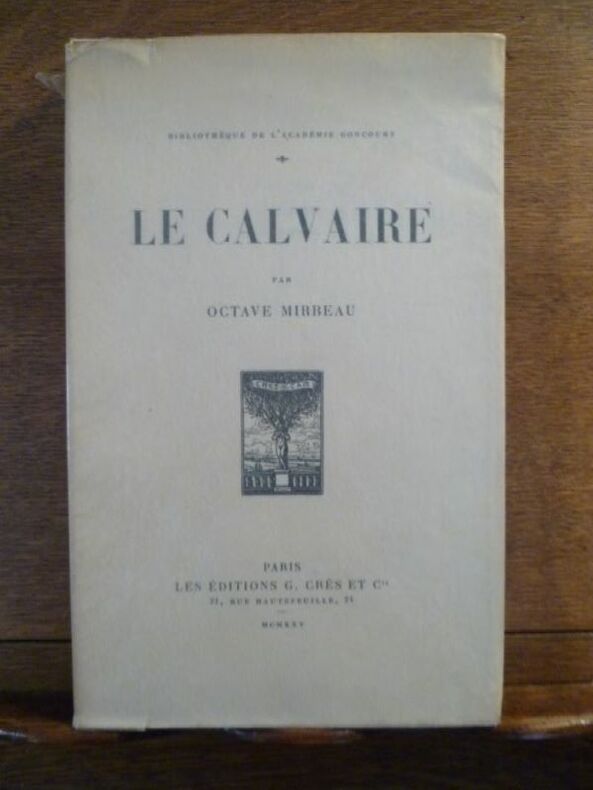 BIBLIOTHÈQUE DE L'ACADÉMIE GONCOURT
LE CALVAIRE
PAR
OCTAVE MIRBEAU
PARIS
LES ÉDITIONS G. CRÈS ET Cie
21, RUE HAUTEFEUILLE, 21
MCMXXV